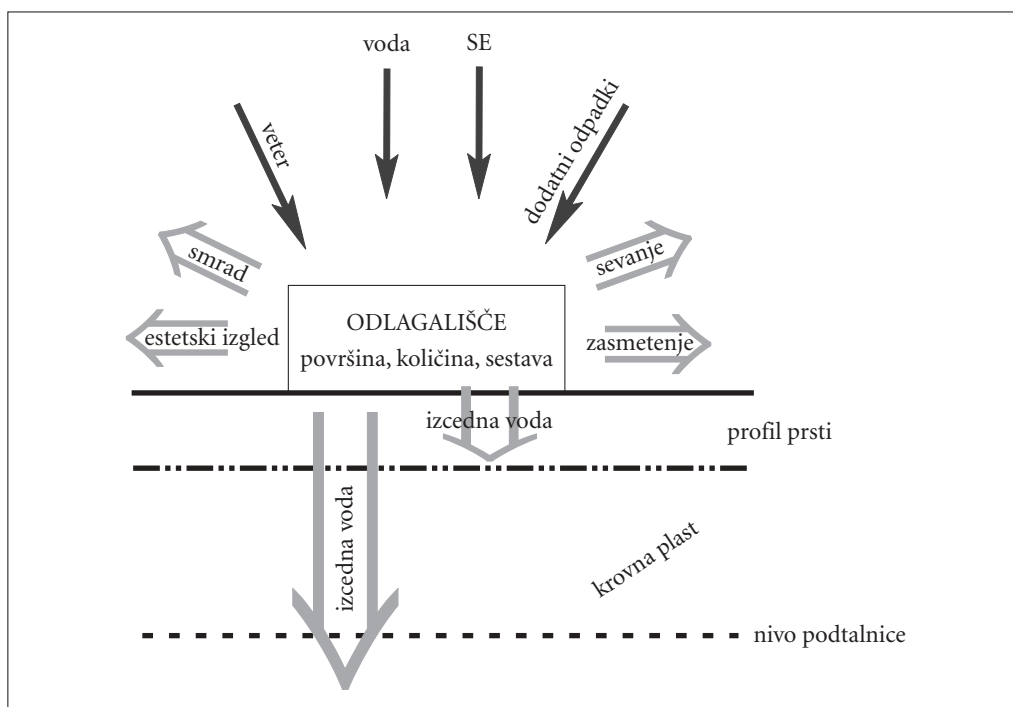 voda
SE
veter
dodatni odpadki
smrad
sevanje
estetski izgled
ODLAGALIŠČE
površina, količina, sestava
zasmetenje
izcedna voda
profil prsti
izcedna voda
krovna plast
nivo podtalnice